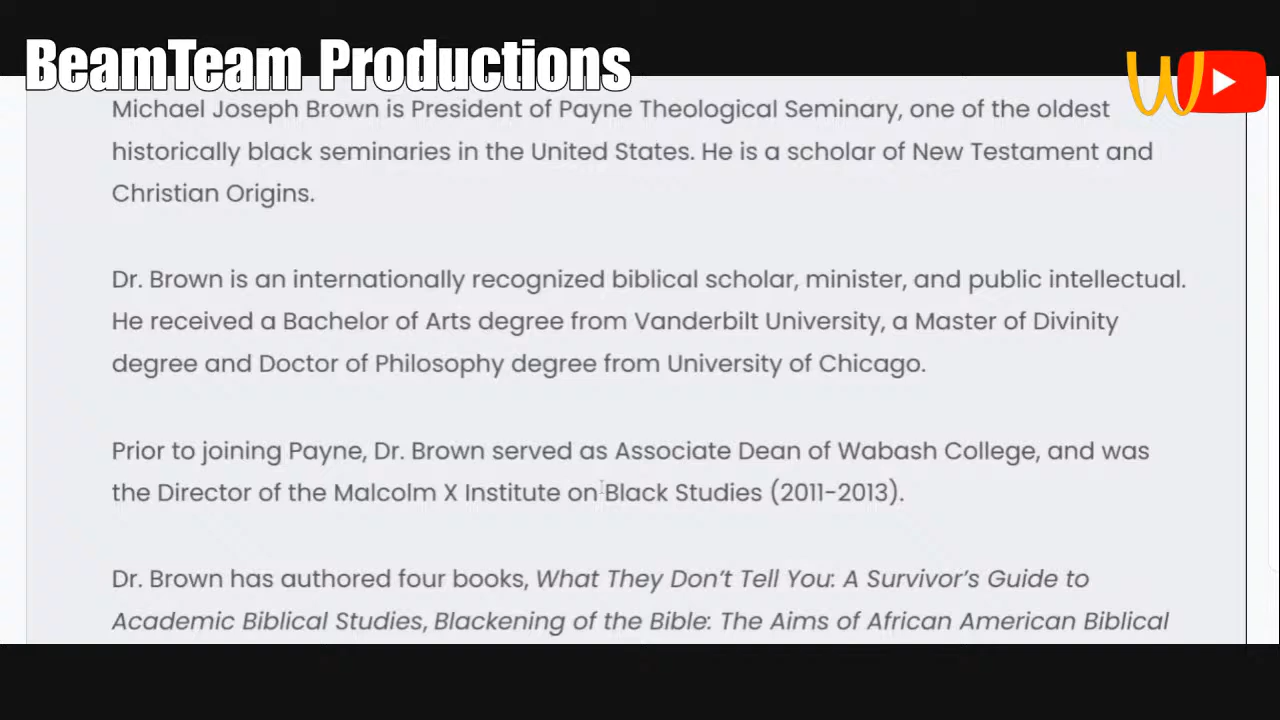 BeamTeam Productions
W
Michael Joseph Brown is President of Payne Theological Seminary, one of the oldest
historically black seminaries in the United States. He is a scholar of New Testament and
Christian Origins.
Dr. Brown is an internationally recognized biblical scholar, minister, and public intellectual.
He received a Bachelor of Arts degree from Vanderbilt University, a Master of Divinity
degree and Doctor of Philosophy degree from University of Chicago.
Prior to joining Payne, Dr. Brown served as Associate Dean of Wabash College, and was
the Director of the Malcolm X Institute on Black Studies (2011-2013).
Dr. Brown has authored four books, What They Don't Tell You: A Survivor's Guide to
Academic Biblical Studies, Blackening of the Bible: The Aims of African American Biblical